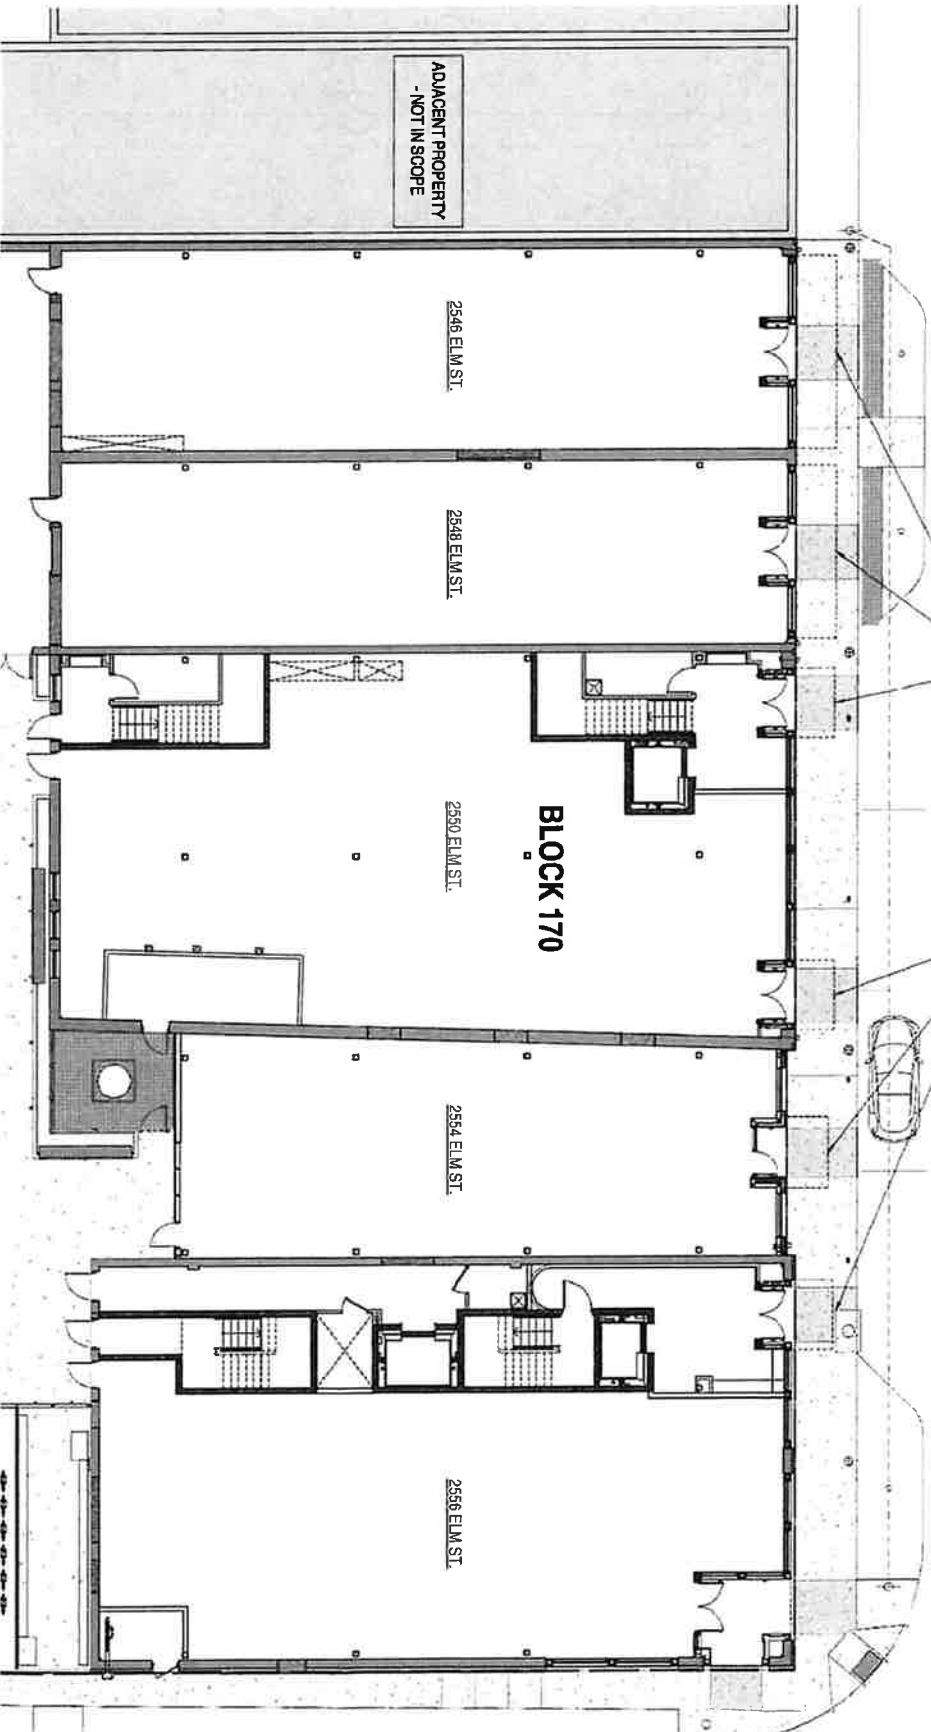 ADJACENT PROPERTY
- NOT IN SCOPE
2546 ELM ST.
2548 ELM ST.
BLOCK 170
2550 ELM ST.
2554 ELM ST.
2556 ELM ST.